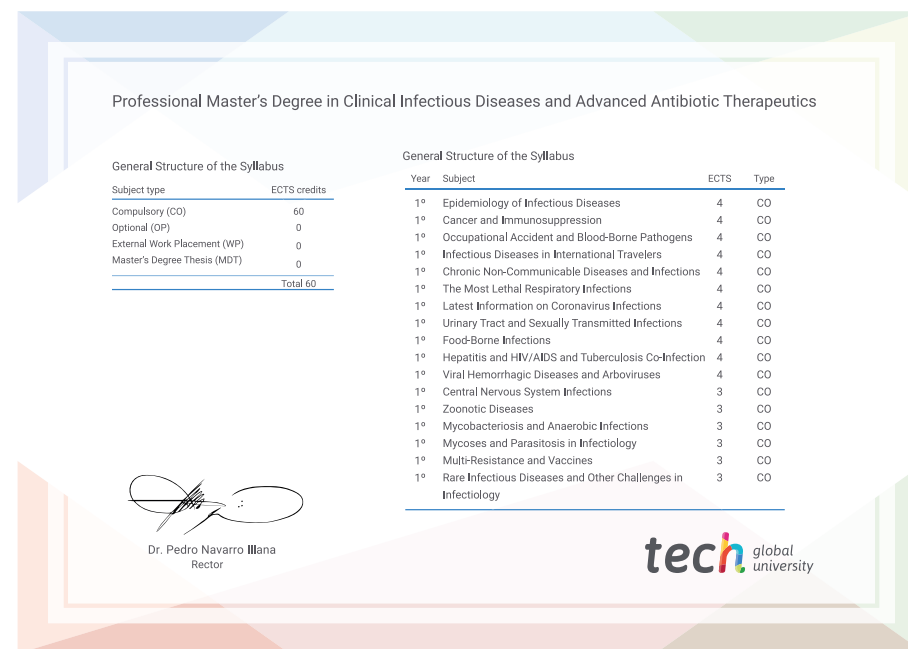 Professional Master's Degree in Clinical Infectious Diseases and Advanced Antibiotic Therapeutics
General Structure of the Syllabus
Subject type ECTS credits
Compulsory (CO) 60
Optional (OP) 0
External Work Placement (WP) 0
Master's Degree Thesis (MDT) 0
Total 60
General Structure of the Syllabus
Year Subject ECTS Type
1º Epidemiology of Infectious Diseases 4 CO
1º Cancer and Immunosuppression 4 CO
1º Occupational Accident and Blood-Borne Pathogens 4 CO
1º Infectious Diseases in International Travelers 4 CO
1º Chronic Non-Communicable Diseases and Infections 4 CO
1º The Most Lethal Respiratory Infections 4 CO
1º Latest Information on Coronavirus Infections 4 CO
1º Urinary Tract and Sexually Transmitted Infections 4 CO
1º Food-Borne Infections 4 CO
1º Hepatitis and HIV/AIDS and Tuberculosis Co-Infection 4 CO
1º Viral Hemorrhagic Diseases and Arboviruses 4 CO
1º Central Nervous System Infections 3 CO
1º Zoonotic Diseases 3 CO
1º Mycobacteriosis and Anaerobic Infections 3 CO
1º Mycoses and Parasitosis in Infectiology 3 CO
1º Multi-Resistance and Vaccines 3 CO
1º Rare Infectious Diseases and Other Challenges in 3 CO
Infectiology
Dr. Pedro Navarro Illana
Rector
tech global
university